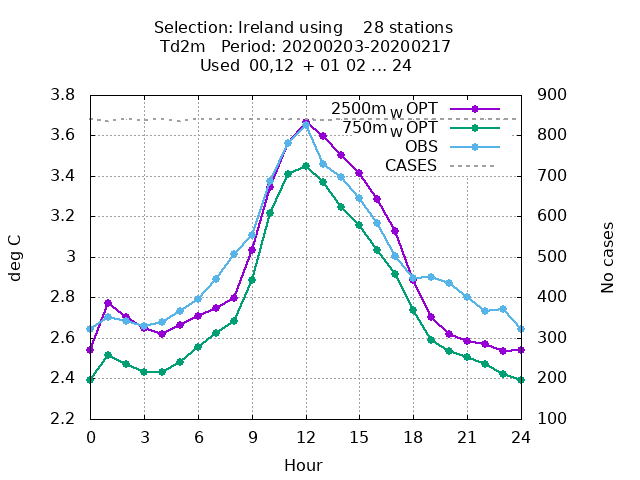 Selection: Ireland using    28 stations
Td2m   Period: 20200203-20200217
Used  00,12  + 01 02 ... 24
3.8
3.6
3.4
3.2
3
2.8
2.6
2.4
2.2
deg C
900
800
700
600
500
400
300
200
100
No cases
2500m_W OPT
750m_W OPT
OBS
CASES
0 3 6 9 12 15 18 21 24
Hour